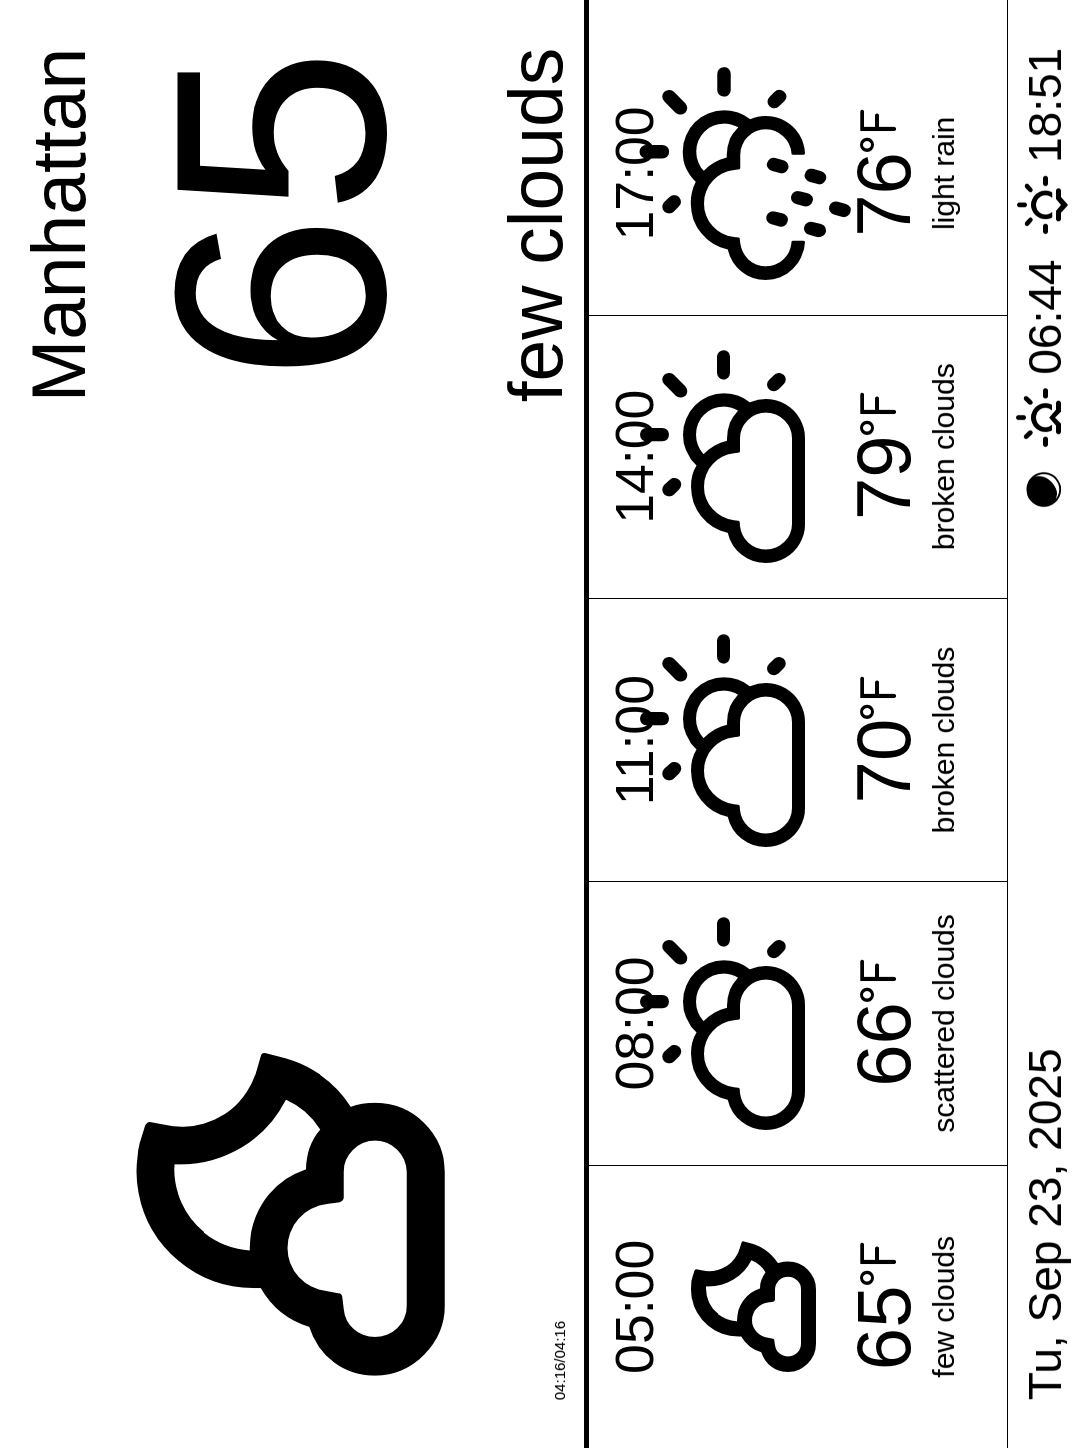 Manhattan
65
few clouds
04:16/04:16
05:00
65°F
few clouds
08:00
66°F
scattered clouds
11:00
70°F
broken clouds
14:00
79°F
broken clouds
17:00
76°F
light rain
Tu, Sep 23, 2025
06:44
18:51